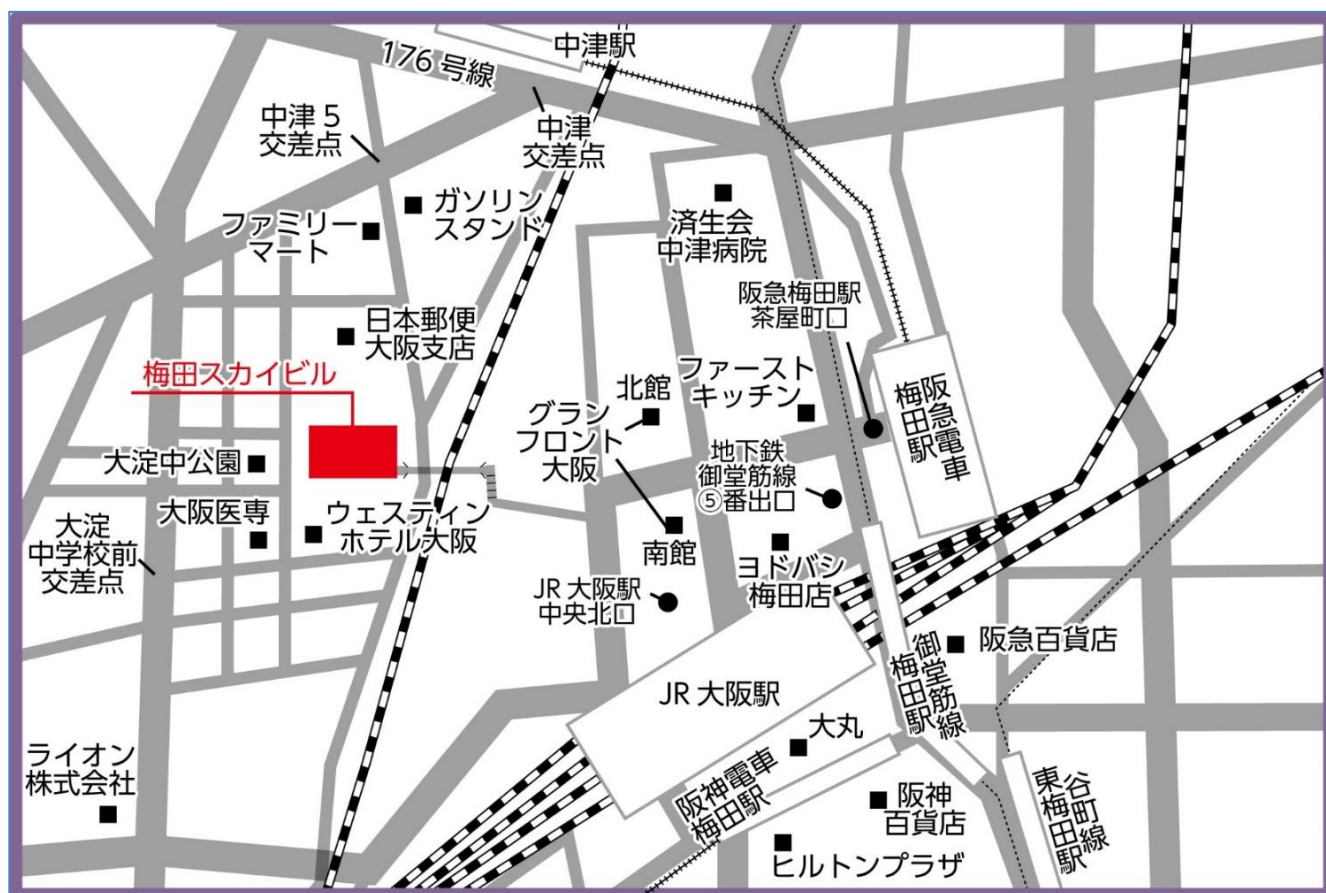 中津駅
176号線
中津5
交差点
中津
交差点
ガソリン
スタンド
ファミリー
マート
済生会
中津病院
阪急梅田駅
茶屋町口
日本郵便
大阪支店
梅田スカイビル
北館
ファースト
キッチン
阪急電車
梅田駅
グラン
フロント
大阪
大淀中公園
地下鉄
御堂筋線
⑤番出口
大阪医専
ウェスティン
ホテル大阪
大淀
中学校前
交差点
南館
ヨドバシ
梅田店
JR大阪駅
中央北口
阪急百貨店
御堂筋線
梅田駅
JR大阪駅
大丸
ライオン
株式会社
阪神電車
梅田駅
阪神
百貨店
谷町線
東梅田駅
ヒルトンプラザ